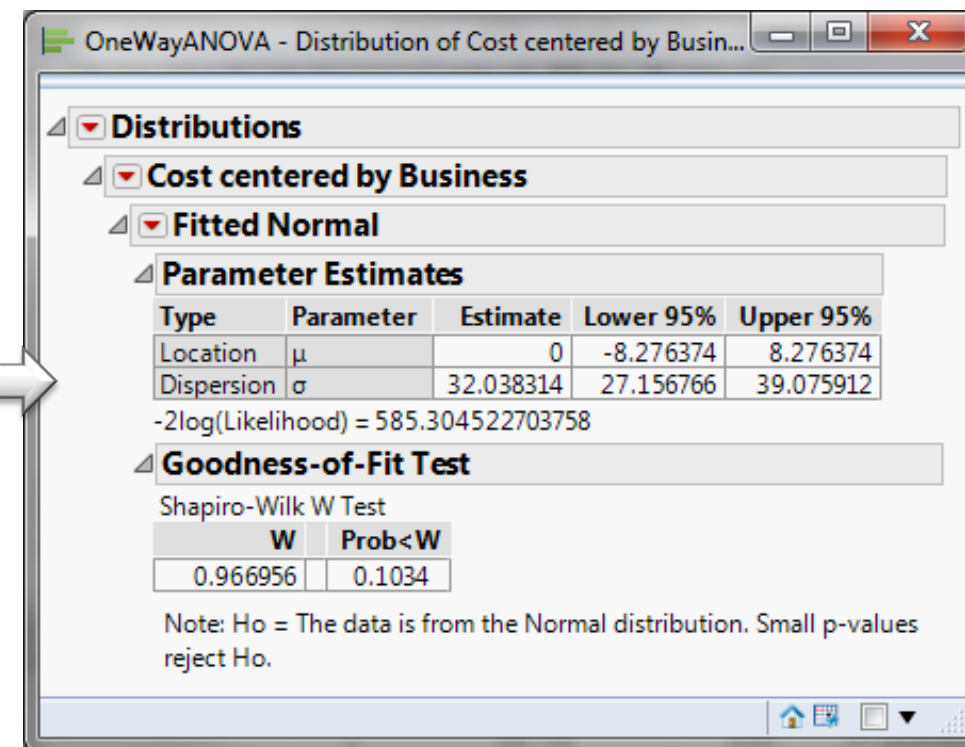 OneWayANOVA - Distribution of Cost centered by Busin...
Distributions
Cost centered by Business
Fitted Normal
Parameter Estimates
Type Parameter Estimate Lower 95% Upper 95%
Location μ 0 -8.276374 8.276374
Dispersion σ 32.038314 27.156766 39.075912
-2log(Likelihood) = 585.304522703758
Goodness-of-Fit Test
Shapiro-Wilk W Test
W Prob<W
0.966956 0.1034
Note: Ho = The data is from the Normal distribution. Small p-values
reject Ho.